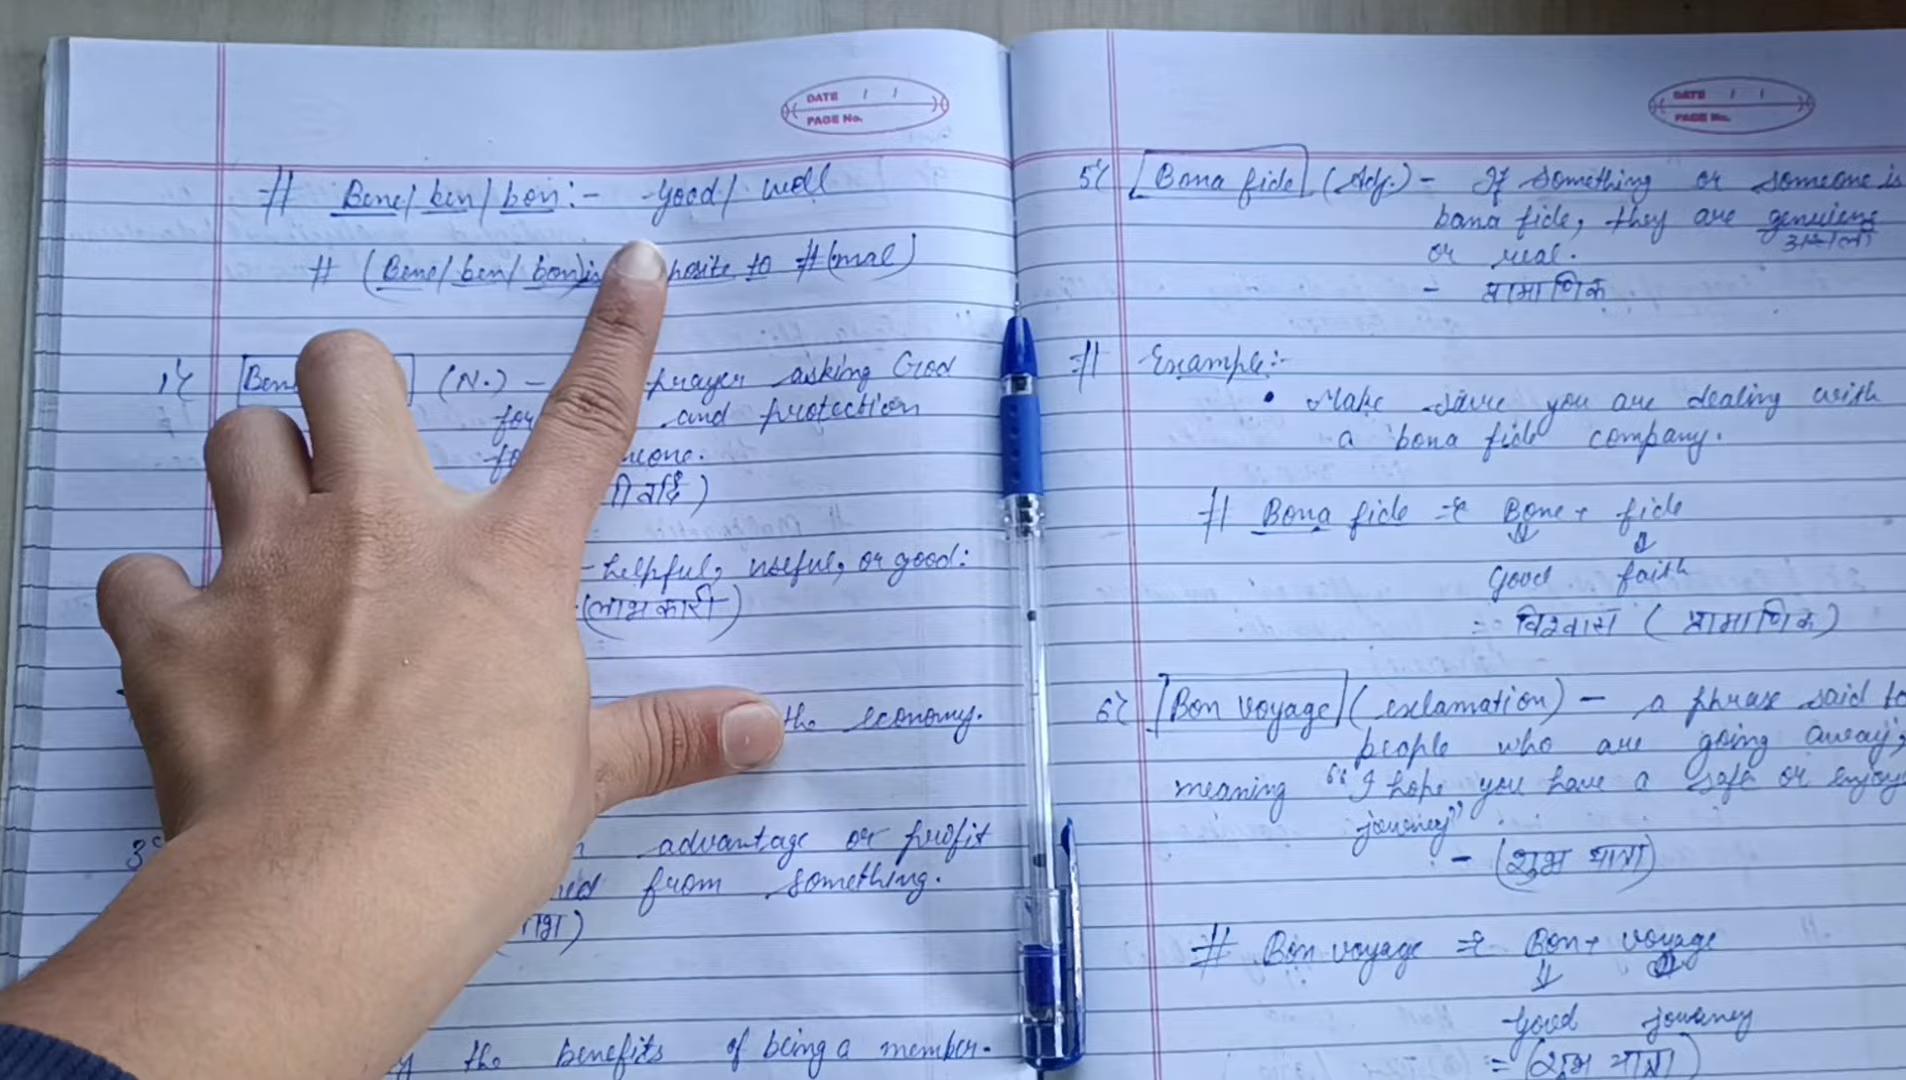 DATE / /
PAGE No.
# Bene/ ben/ bon:- Good/ well
# (Bene/ ben/ bon) is to # (mal)
(N.) - prayer asking God
and protection
helpful, useful, or good:
(लाभकारी)
the economy.
advantage or profit
from something.
the benefits of being a member.
DATE / /
PAGE No.
5) Bona fide (Adj.) - If something or someone is
bona fide, they are genuiene
असली
or real.
- प्रामाणिक
# Example:-
• Make sure you are dealing with
a bona fide company.
# Bona fide => Bone + fide
Good faith
= विश्वास ( प्रामाणिक )
6) Bon voyage (exlamation) - a phrase said to
people who are going away,
meaning "I hope you have a safe or enjoy
journey"
- (शुभ यात्रा)
# Bon voyage => Bon + voyage
Good journey
= (शुभ यात्रा)